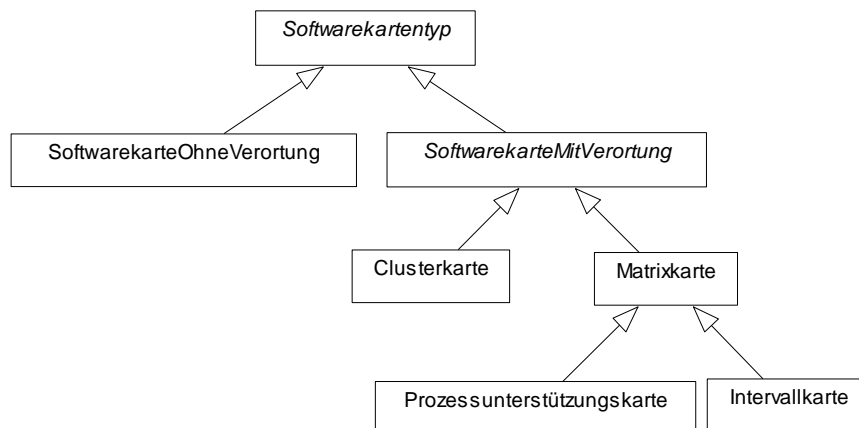 Softwarekartentyp
SoftwarekarteOhneVerortung
SoftwarekarteMitVerortung
Clusterkarte
Matrixkarte
Prozessunterstützungskarte
Intervallkarte